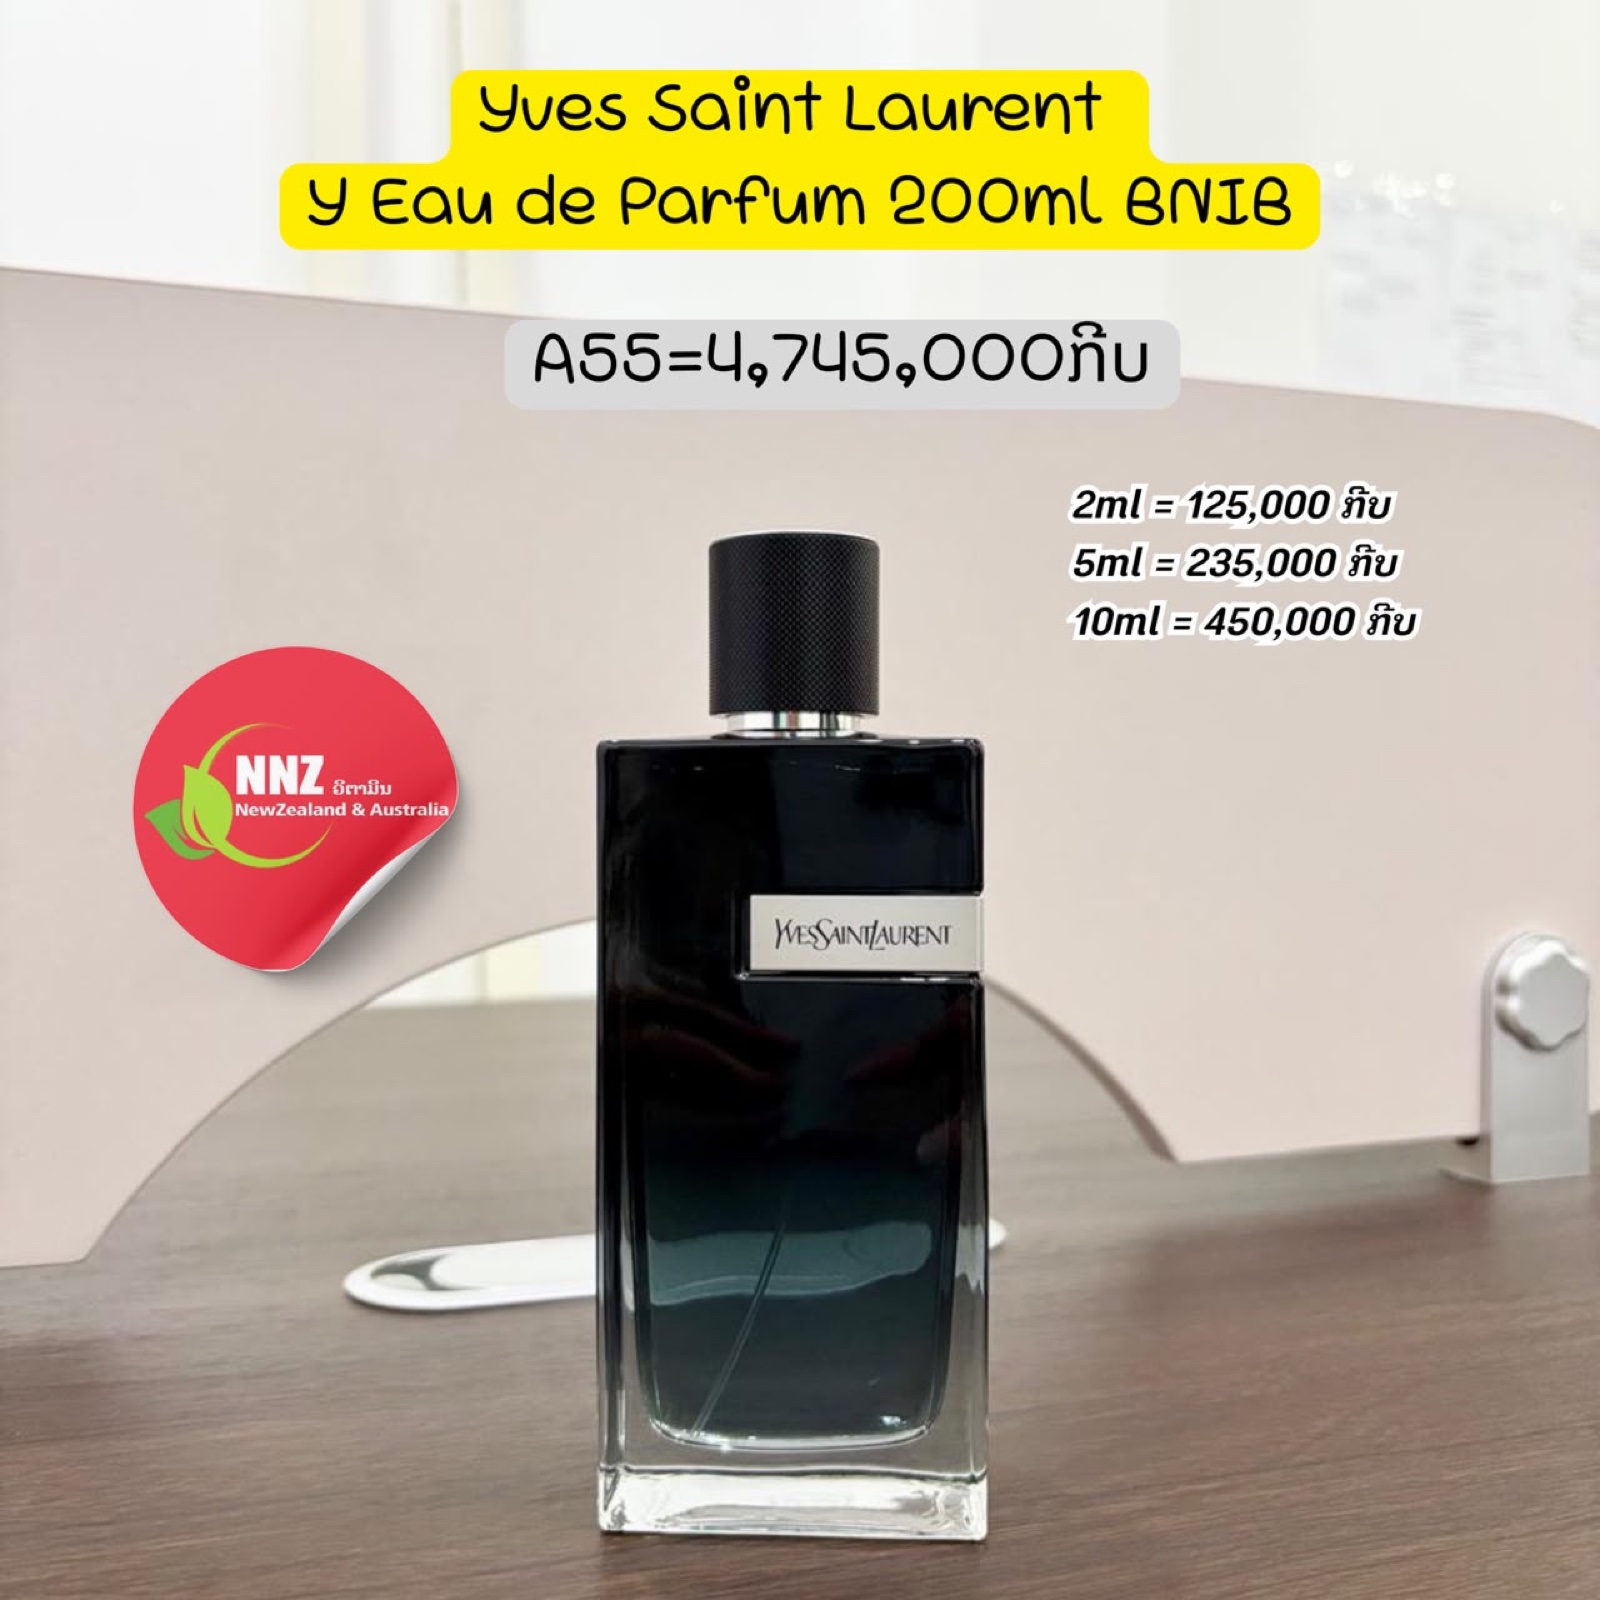 Yves Saint Laurent
Y Eau de Parfum 200ml BNIB
A55=4,745,000ກີບ
2ml = 125,000 ກີບ
5ml = 235,000 ກີບ
10ml = 450,000 ກີບ
NNZ ວິຕາມິນ
NewZealand & Australia
YVESSAINTLAURENT